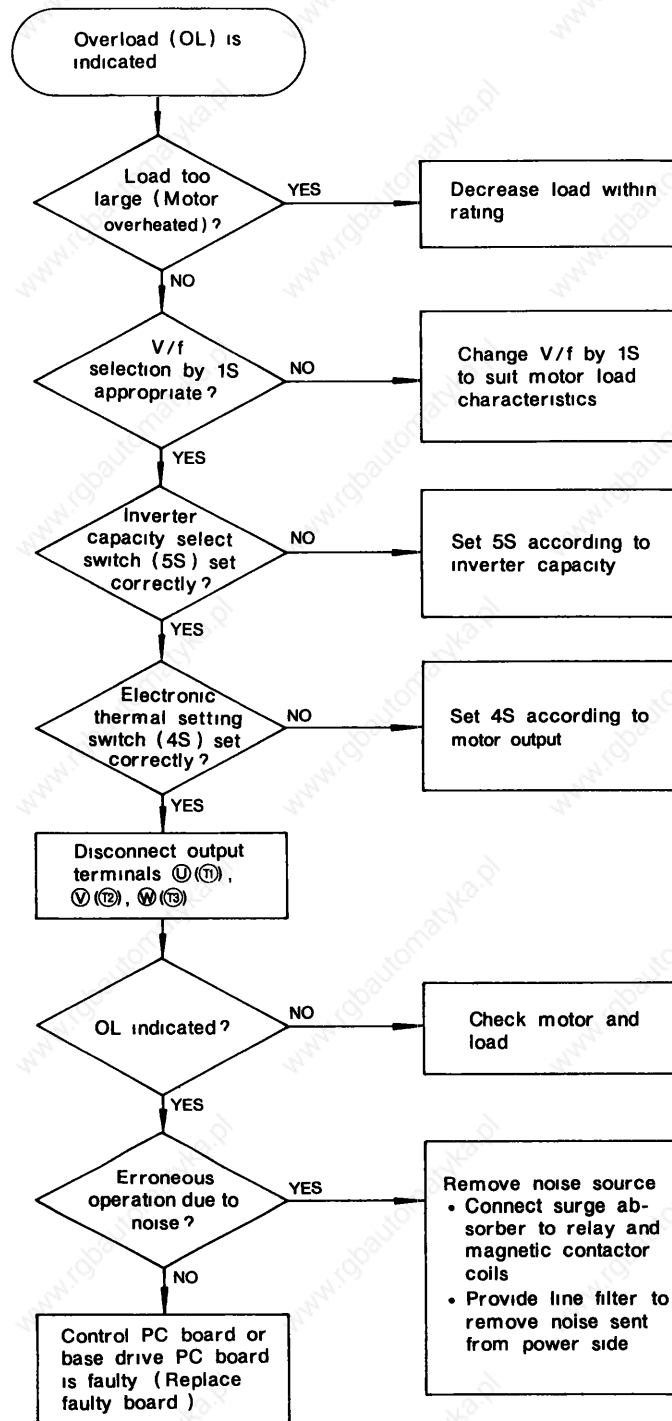 Overload (OL) is
indicated
Load too
large (Motor
overheated)?
YES
Decrease load within
rating
NO
V/f
selection by 1S
appropriate?
NO
Change V/f by 1S
to suit motor load
characteristics
YES
Inverter
capacity select
switch (5S) set
correctly?
NO
Set 5S according to
inverter capacity
YES
Electronic
thermal setting
switch (4S) set
correctly?
NO
Set 4S according to
motor output
YES
Disconnect output
terminals Ⓤ(T1),
Ⓥ(T2), Ⓦ(T3)
OL indicated?
NO
Check motor and
load
YES
Erroneous
operation due to
noise?
YES
Remove noise source
• Connect surge ab-
sorber to relay and
magnetic contactor
coils
• Provide line filter to
remove noise sent
from power side
NO
Control PC board or
base drive PC board
is faulty (Replace
faulty board)
www.rgbautomatyka.pl